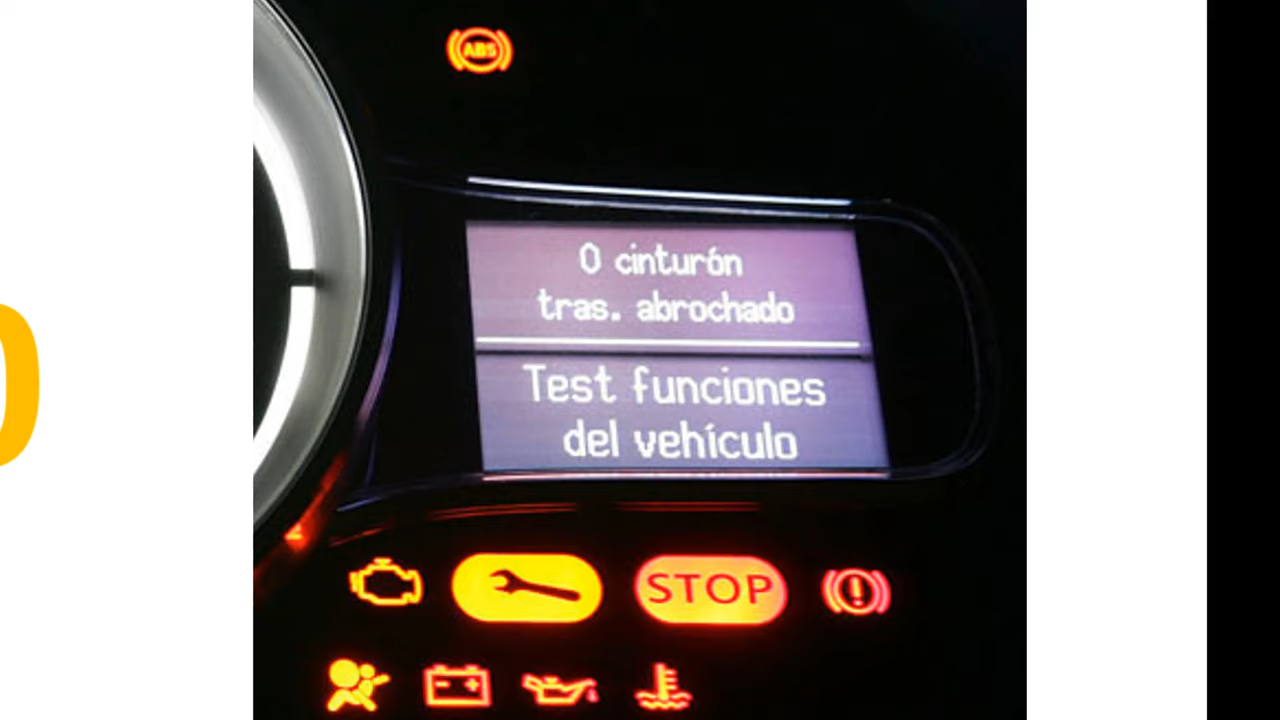 ABS
0 cinturón
tras. abrochado
Test funciones
del vehículo
STOP